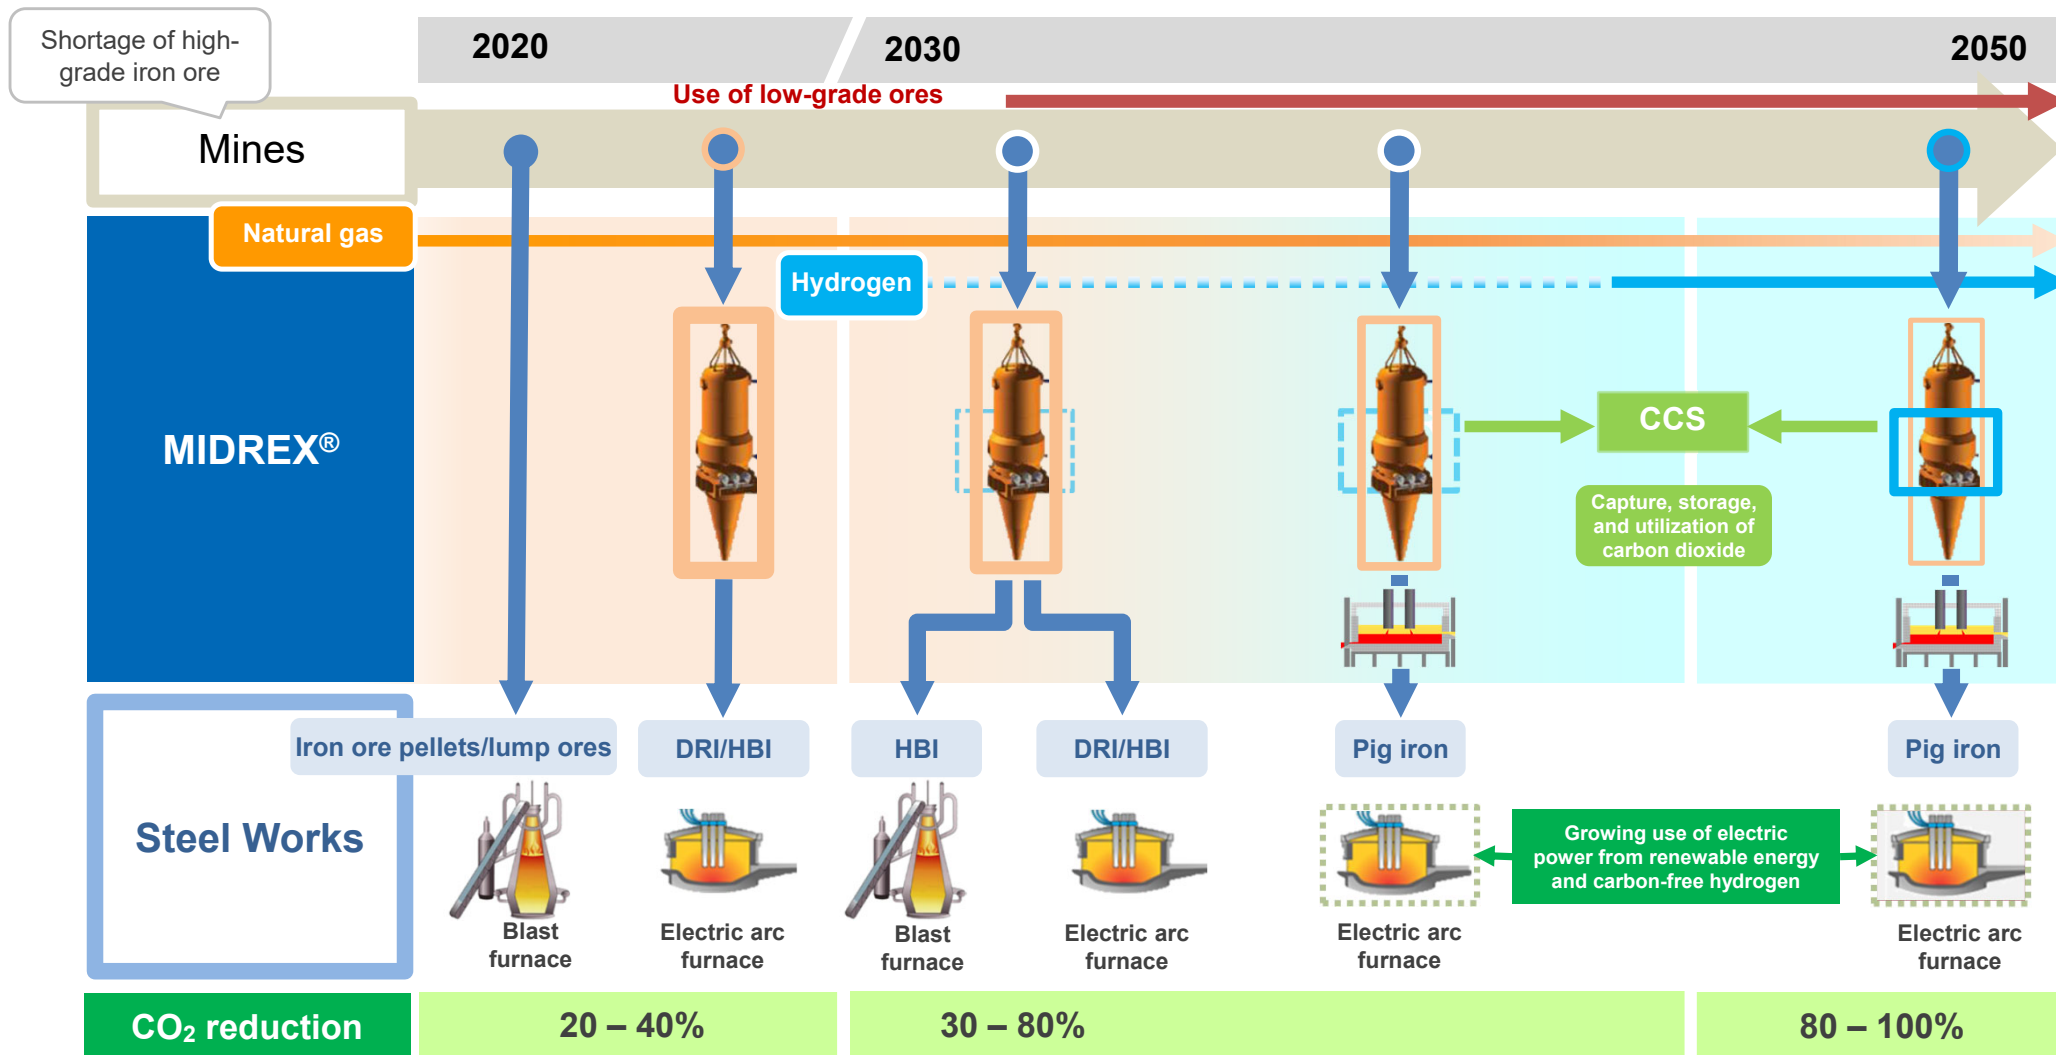 Shortage of high-
grade iron ore
2020
2030
2050
Use of low-grade ores
Mines
Natural gas
Hydrogen
MIDREX®
CCS
Capture, storage,
and utilization of
carbon dioxide
Steel Works
Iron ore pellets/lump ores
DRI/HBI
HBI
DRI/HBI
Pig iron
Pig iron
Growing use of electric
power from renewable energy
and carbon-free hydrogen
Blast
furnace
Electric arc
furnace
Blast
furnace
Electric arc
furnace
Electric arc
furnace
Electric arc
furnace
CO₂ reduction
20 – 40%
30 – 80%
80 – 100%